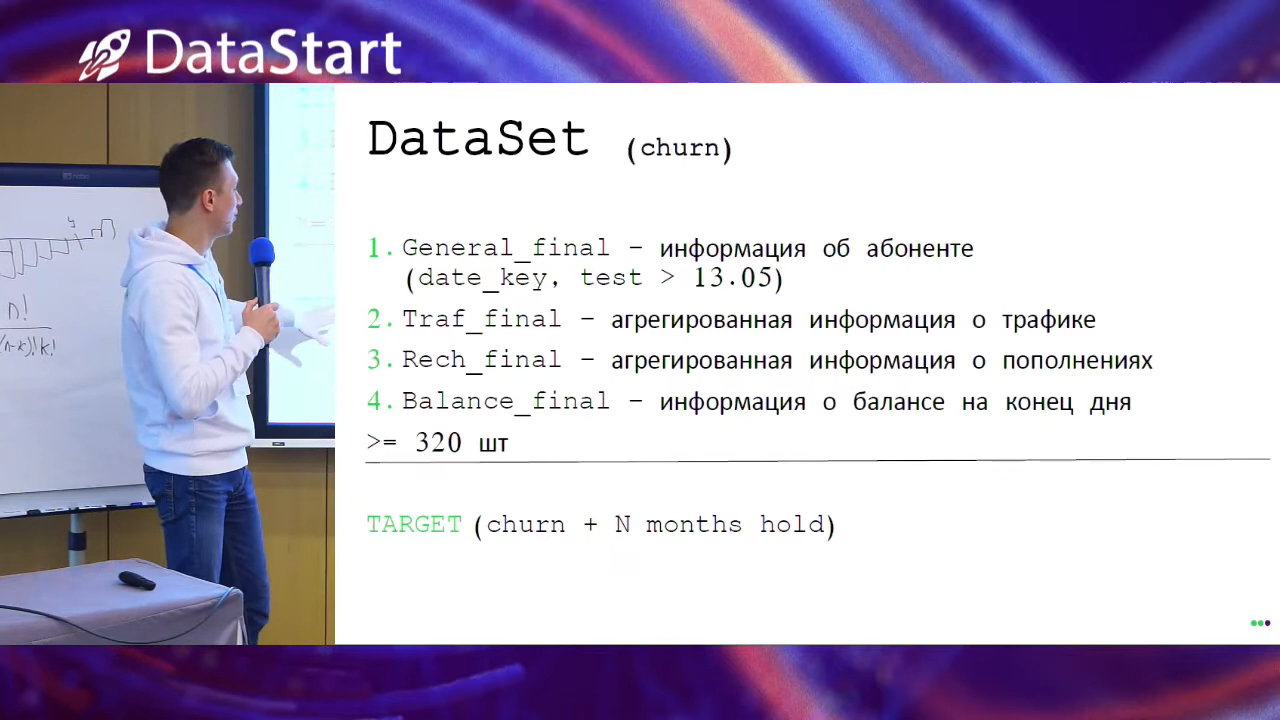 DataStart
DataSet (churn)
1. General_final – информация об абоненте
(date_key, test > 13.05)
2. Traf_final – агрегированная информация о трафике
3. Rech_final – агрегированная информация о пополнениях
4. Balance_final – информация о балансе на конец дня
>= 320 шт
TARGET (churn + N months hold)
n!
(n-k)!k!